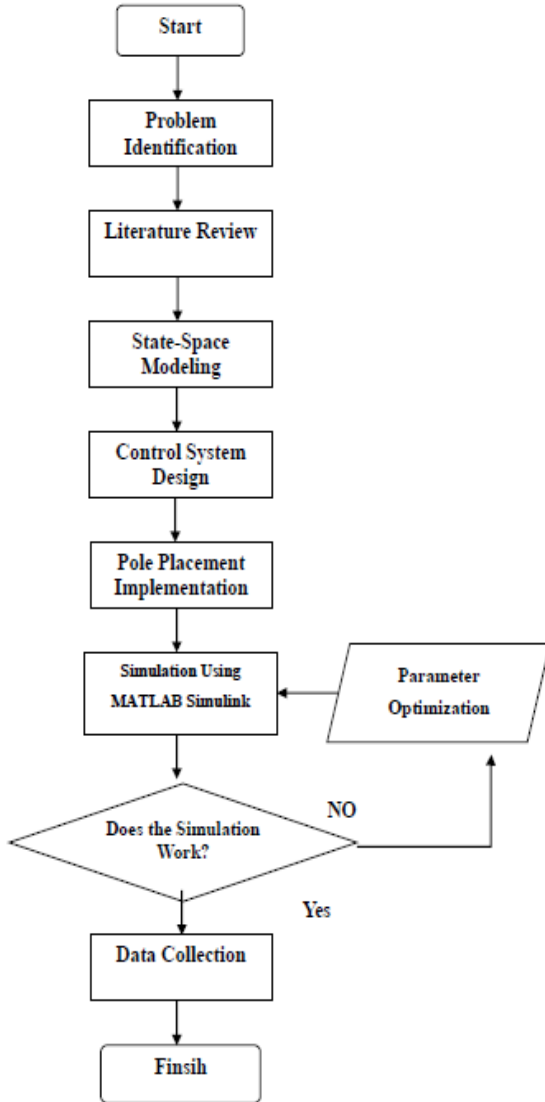 Start
Problem
Identification
Literature Review
State-Space
Modeling
Control System
Design
Pole Placement
Implementation
Simulation Using
MATLAB Simulink
Parameter
Optimization
Does the Simulation
Work?
NO
Yes
Data Collection
Finsih